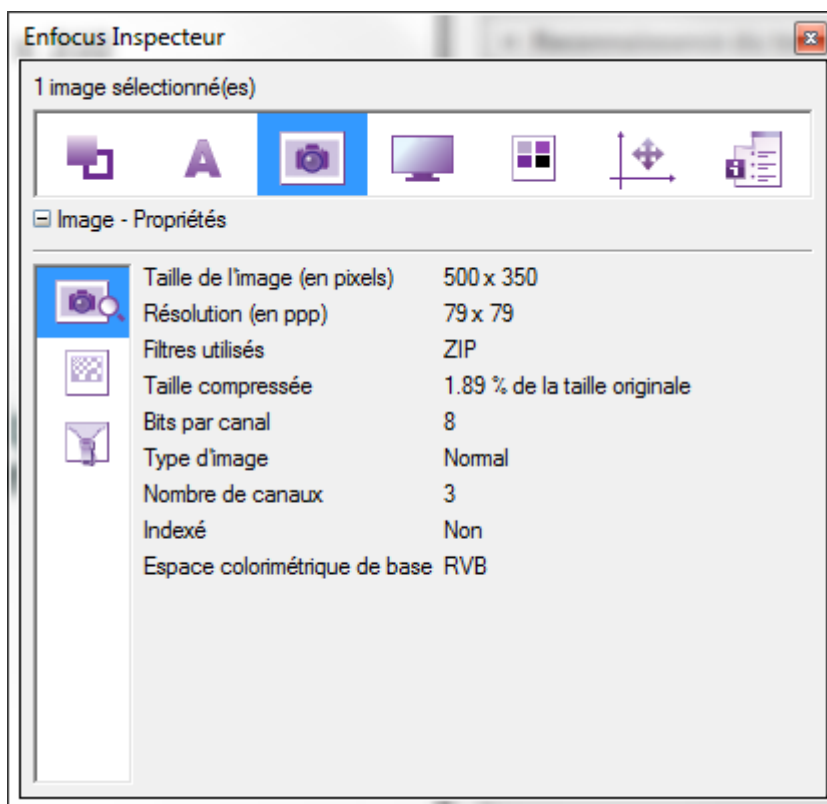 Enfocus Inspecteur
1 image sélectionné(es)
Image - Propriétés
Taille de l'image (en pixels) 500 x 350
Résolution (en ppp) 79 x 79
Filtres utilisés ZIP
Taille compressée 1.89 % de la taille originale
Bits par canal 8
Type d'image Normal
Nombre de canaux 3
Indexé Non
Espace colorimétrique de base RVB